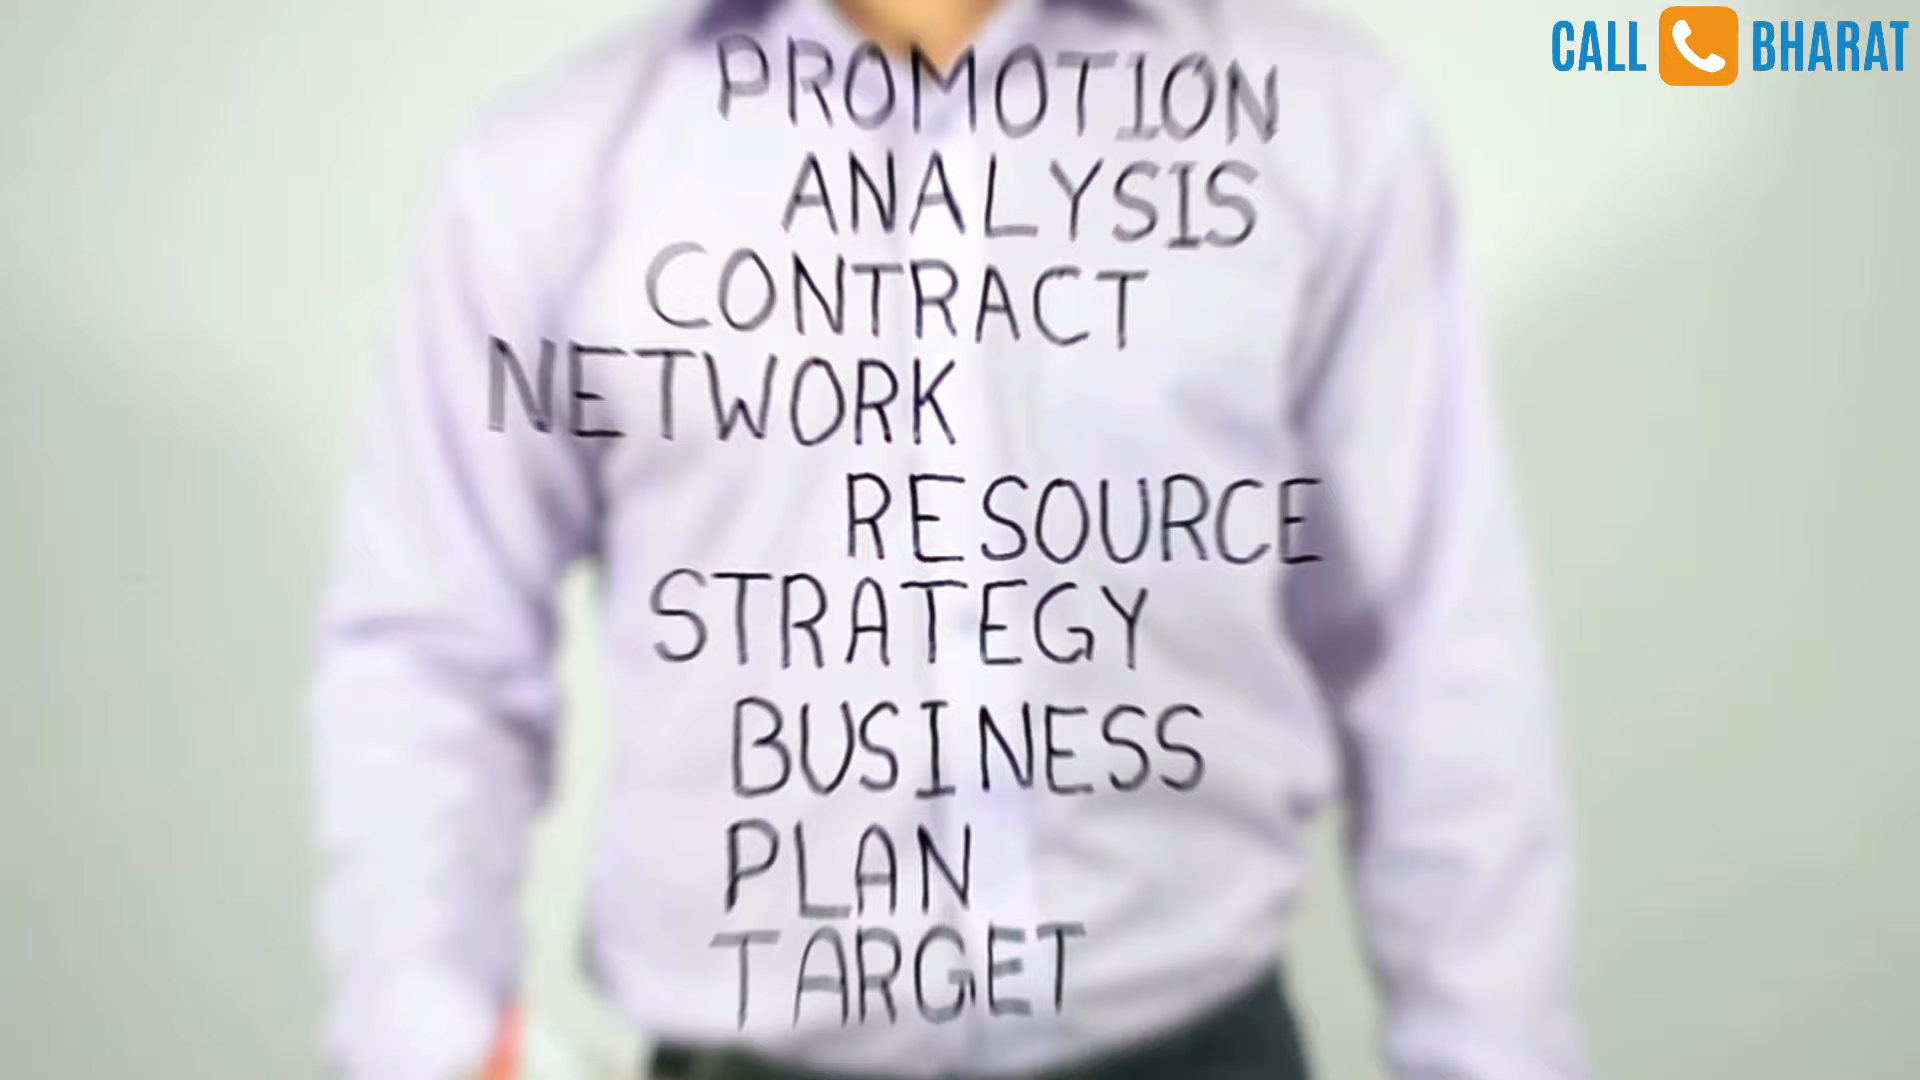 CALL BHARAT
PROMOTION
ANALYSIS
CONTRACT
NETWORK
RESOURCE
STRATEGY
BUSINESS
PLAN
TARGET